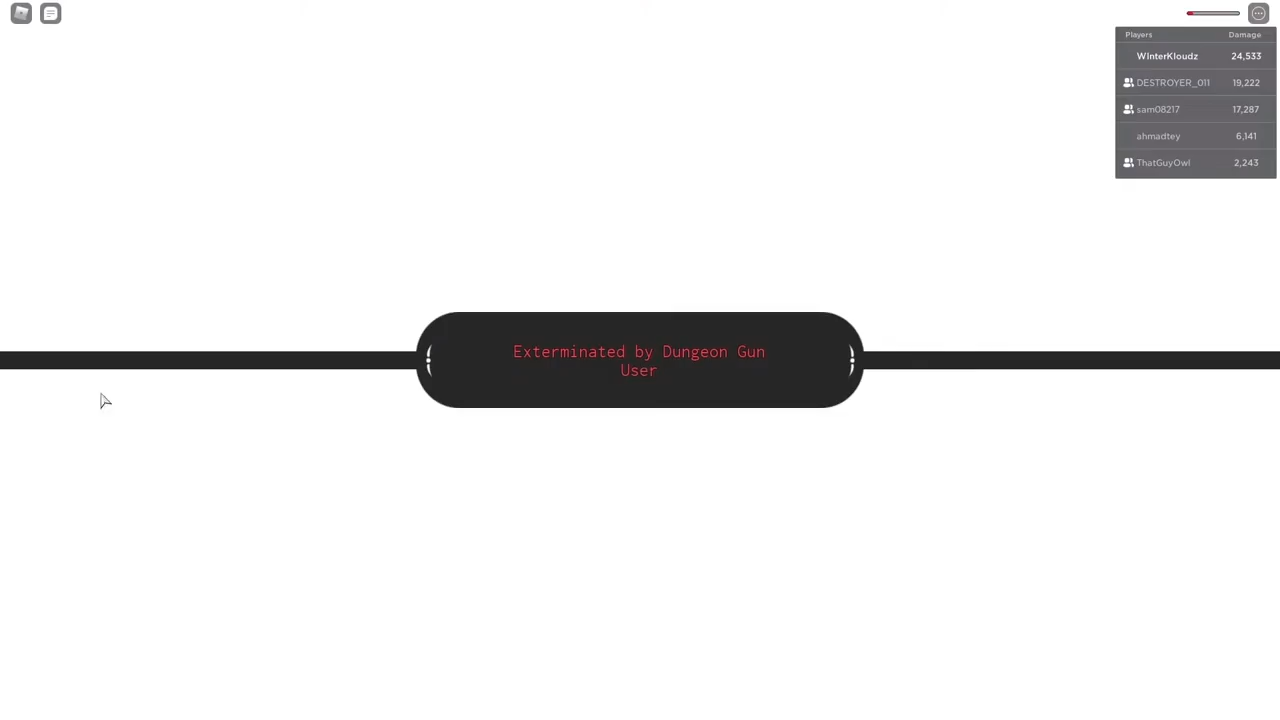 Players Damage
WInterKloudz 24,533
DESTROYER_011 19,222
sam08217 17,287
ahmadtey 6,141
ThatGuyOwl 2,243
Exterminated by Dungeon Gun
User